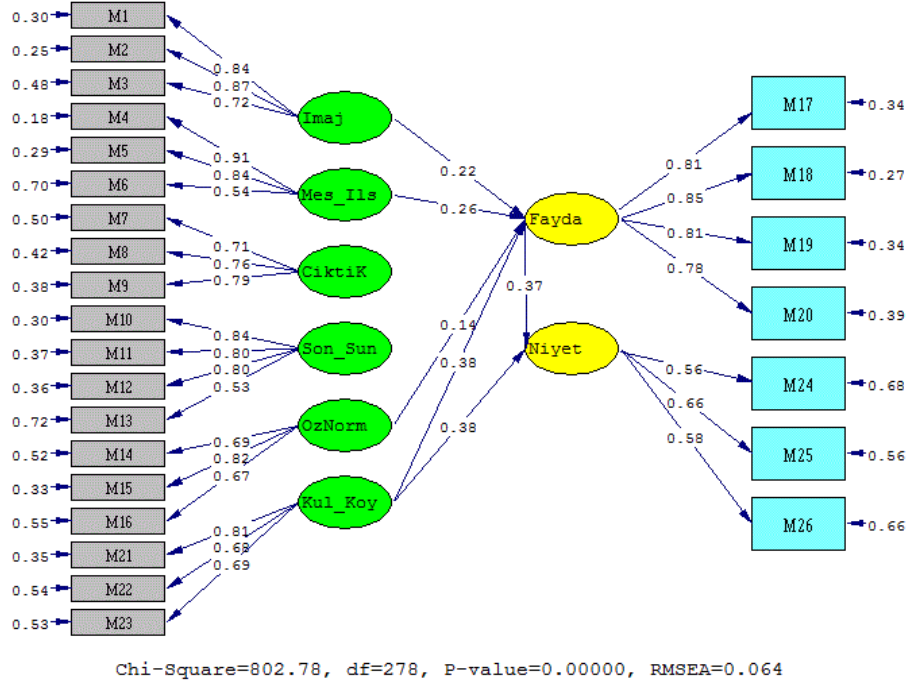 0.30 M1
0.25 M2
0.48 M3
0.18 M4
0.29 M5
0.70 M6
0.50 M7
0.42 M8
0.38 M9
0.30 M10
0.37 M11
0.36 M12
0.72 M13
0.52 M14
0.33 M15
0.55 M16
0.35 M21
0.54 M22
0.53 M23
0.84
0.87
0.72
0.91
0.84
0.54
0.71
0.76
0.79
0.84
0.80
0.80
0.53
0.69
0.82
0.67
0.81
0.68
0.69
Imaj
Mes_Ils
CiktiK
Son_Sun
OzNorm
Kul_Koy
0.22
0.26
0.37
0.14
0.38
0.38
Fayda
Niyet
0.81
0.85
0.81
0.78
0.56
0.66
0.58
M17 0.34
M18 0.27
M19 0.34
M20 0.39
M24 0.68
M25 0.56
M26 0.66
Chi-Square=802.78, df=278, P-value=0.00000, RMSEA=0.064